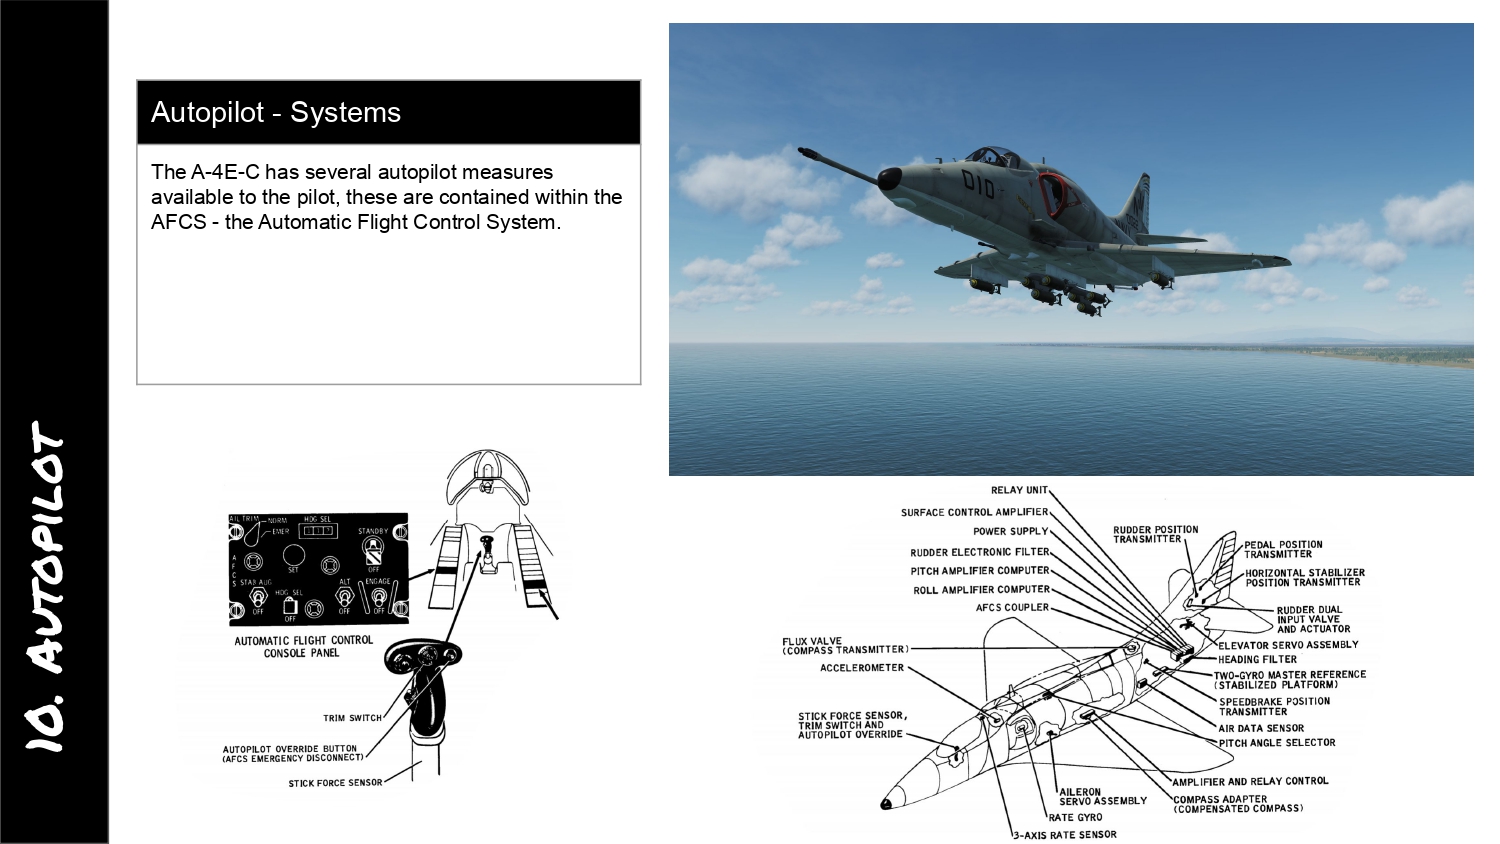 10. AUTOPILOT
Autopilot - Systems
The A-4E-C has several autopilot measures
available to the pilot, these are contained within the
AFCS - the Automatic Flight Control System.
010
AIL TRIM
NORM
EMER
HDG SEL
STANDBY
OFF
SET
AFCS
STAB AUG
OFF
HDG SEL
OFF
ALT
OFF
ENGAGE
OFF
AUTOMATIC FLIGHT CONTROL
CONSOLE PANEL
TRIM SWITCH
AUTOPILOT OVERRIDE BUTTON
(AFCS EMERGENCY DISCONNECT)
STICK FORCE SENSOR
RELAY UNIT
SURFACE CONTROL AMPLIFIER
POWER SUPPLY
RUDDER ELECTRONIC FILTER
PITCH AMPLIFIER COMPUTER
ROLL AMPLIFIER COMPUTER
AFCS COUPLER
FLUX VALVE
(COMPASS TRANSMITTER)
ACCELEROMETER
STICK FORCE SENSOR,
TRIM SWITCH AND
AUTOPILOT OVERRIDE
RUDDER POSITION
TRANSMITTER
PEDAL POSITION
TRANSMITTER
HORIZONTAL STABILIZER
POSITION TRANSMITTER
RUDDER DUAL
INPUT VALVE
AND ACTUATOR
ELEVATOR SERVO ASSEMBLY
HEADING FILTER
TWO-GYRO MASTER REFERENCE
(STABILIZED PLATFORM)
SPEEDBRAKE POSITION
TRANSMITTER
AIR DATA SENSOR
PITCH ANGLE SELECTOR
AMPLIFIER AND RELAY CONTROL
COMPASS ADAPTER
(COMPENSATED COMPASS)
AILERON
SERVO ASSEMBLY
RATE GYRO
3-AXIS RATE SENSOR